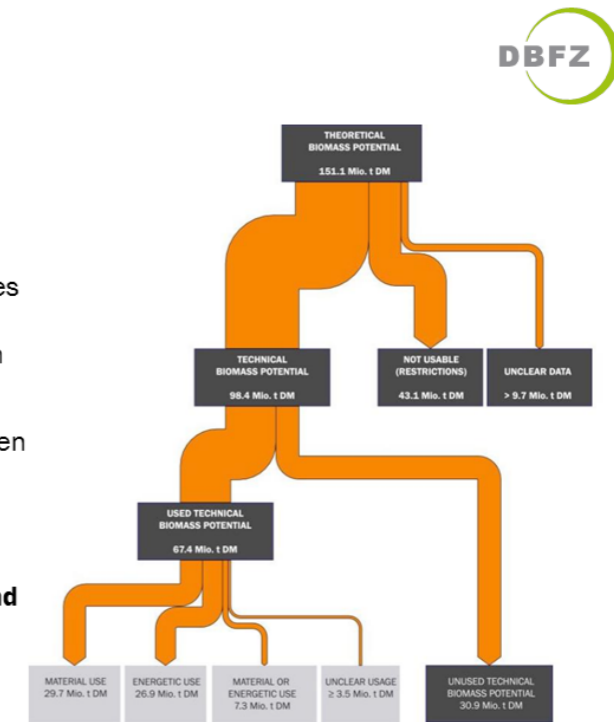 DBFZ
THEORETICAL
BIOMASS POTENTIAL
151.1 Mio. t DM
es
en
TECHNICAL
BIOMASS POTENTIAL
98.4 Mio. t DM
NOT USABLE
(RESTRICTIONS)
43.1 Mio. t DM
UNCLEAR DATA
> 9.7 Mio. t DM
USED TECHNICAL
BIOMASS POTENTIAL
67.4 Mio. t DM
MATERIAL USE
29.7 Mio. t DM
ENERGETIC USE
26.9 Mio. t DM
MATERIAL OR
ENERGETIC USE
7.3 Mio. t DM
UNCLEAR USAGE
≥ 3.5 Mio. t DM
UNUSED TECHNICAL
BIOMASS POTENTIAL
30.9 Mio. t DM